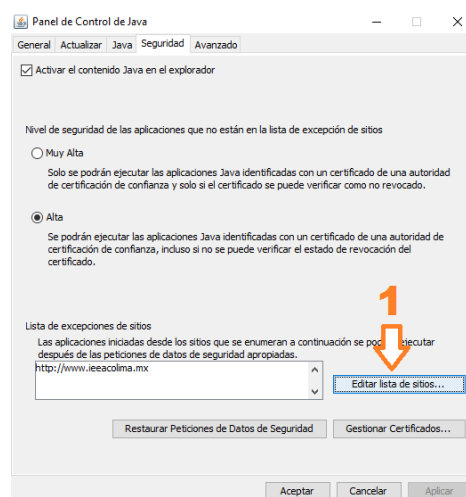 Panel de Control de Java
General Actualizar Java Seguridad Avanzado
Activar el contenido Java en el explorador
Nivel de seguridad de las aplicaciones que no están en la lista de excepción de sitios
Muy Alta
Solo se podrán ejecutar las aplicaciones Java identificadas con un certificado de una autoridad
de certificación de confianza y solo si el certificado se puede verificar como no revocado.
Alta
Se podrán ejecutar las aplicaciones Java identificadas con un certificado de una autoridad de
certificación de confianza, incluso si no se puede verificar el estado de revocación del
certificado.
1
Lista de excepciones de sitios
Las aplicaciones iniciadas desde los sitios que se enumeran a continuación se ejecutar
después de las peticiones de datos de seguridad apropiadas.
http://www.ieeacolima.mx
Editar lista de sitios...
Restaurar Peticiones de Datos de Seguridad Gestionar Certificados...
Aceptar Cancelar Aplicar